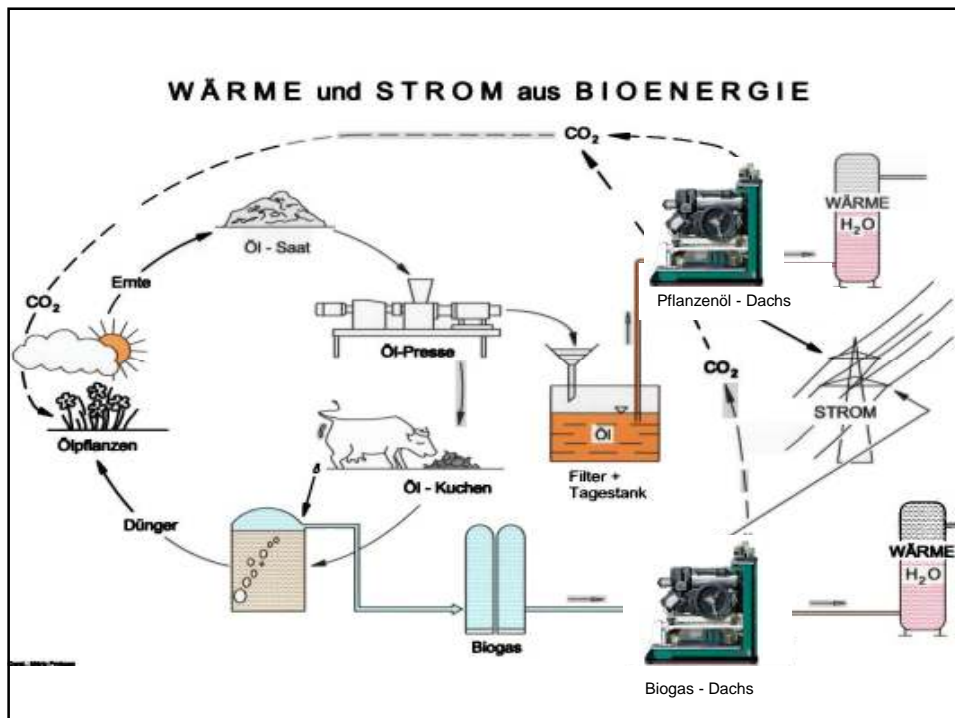 WÄRME und STROM aus BIOENERGIE
CO₂
WÄRME
H₂O
Öl - Saat
Ernte
CO₂
Pflanzenöl - Dachs
Öl-Presse
CO₂
STROM
Öl
Ölpflanzen
Filter +
Tagestank
Öl - Kuchen
Dünger
WÄRME
H₂O
Biogas
Biogas - Dachs